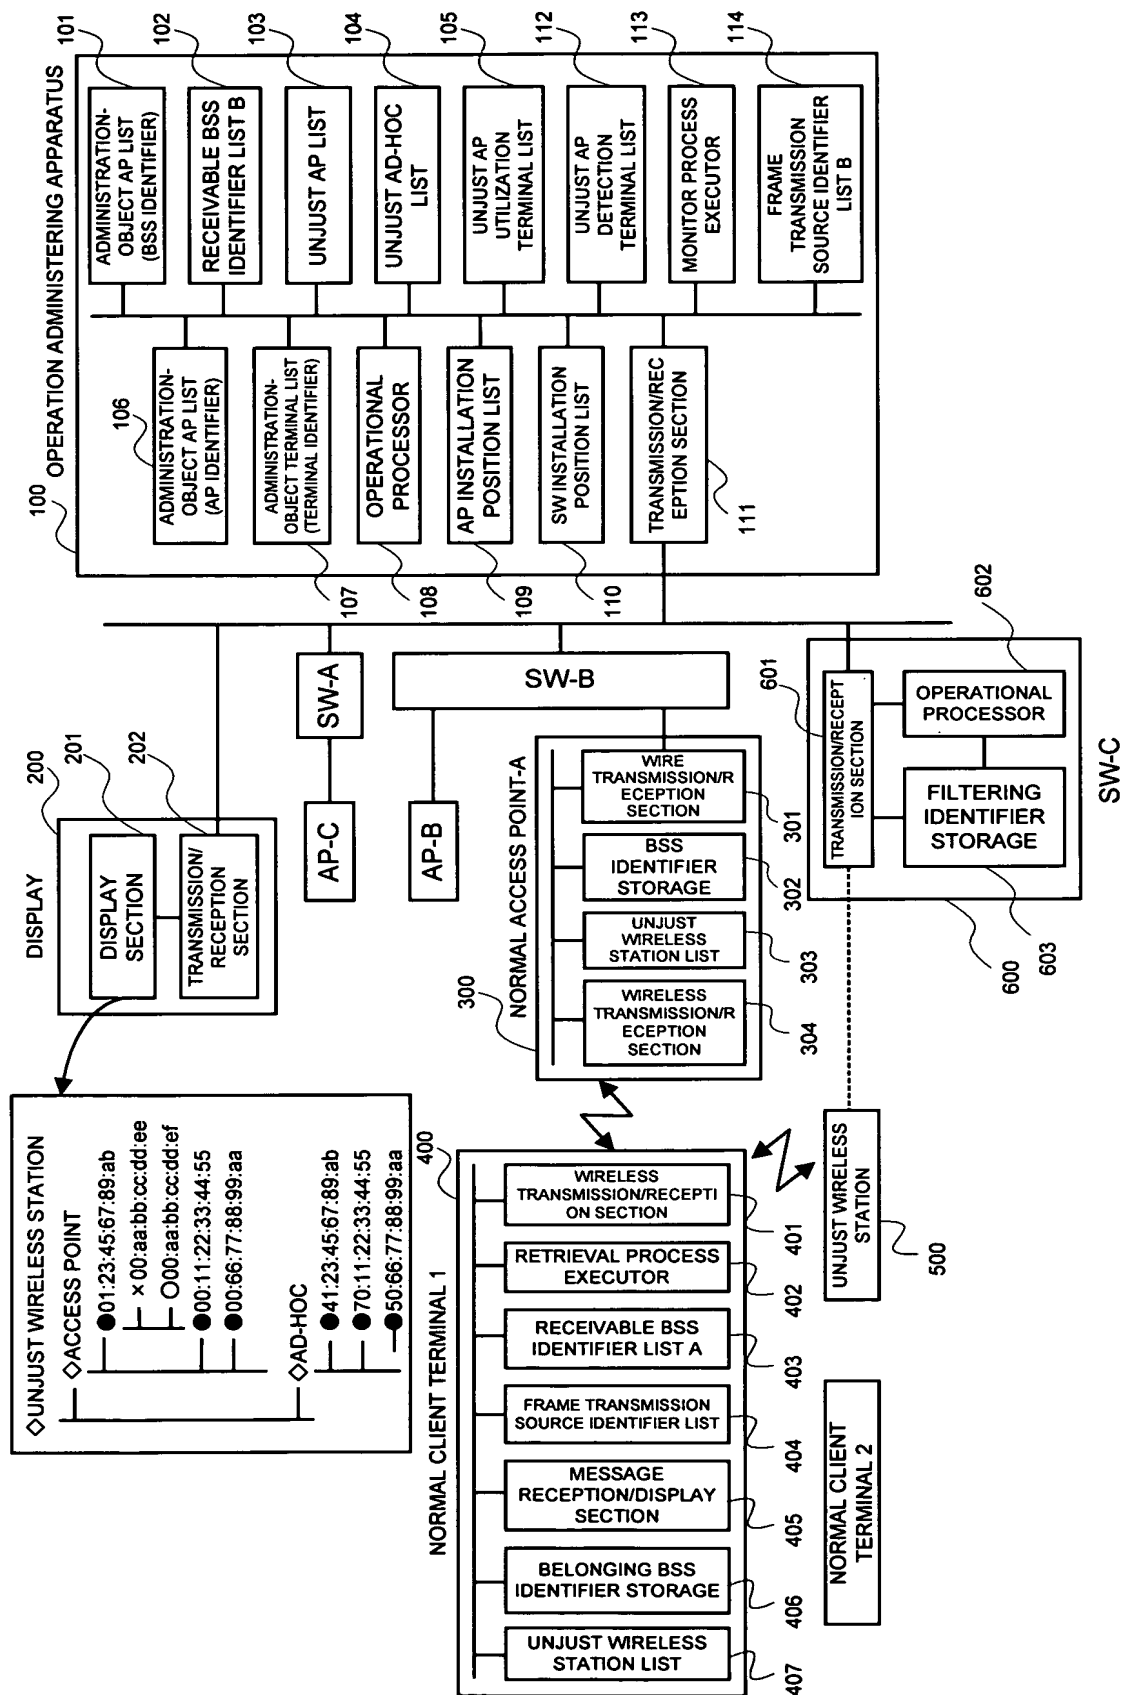 OPERATION ADMINISTERING APPARATUS
100
ADMINISTRATION-
OBJECT AP LIST
(BSS IDENTIFIER)
101
RECEIVABLE BSS
IDENTIFIER LIST B
102
UNJUST AP LIST
103
UNJUST AD-HOC
LIST
104
UNJUST AP
UTILIZATION
TERMINAL LIST
105
UNJUST AP
DETECTION
TERMINAL LIST
112
MONITOR PROCESS
EXECUTOR
113
FRAME
TRANSMISSION
SOURCE IDENTIFIER
LIST B
114
106
ADMINISTRATION-
OBJECT AP LIST
(AP IDENTIFIER)
ADMINISTRATION-
OBJECT TERMINAL LIST
(TERMINAL IDENTIFIER)
107
OPERATIONAL
PROCESSOR
108
AP INSTALLATION
POSITION LIST
109
SW INSTALLATION
POSITION LIST
110
TRANSMISSION/REC
EPTION SECTION
111
DISPLAY
200
201
202
DISPLAY
SECTION
TRANSMISSION/
RECEPTION
SECTION
SW-A
AP-C
SW-B
AP-B
NORMAL ACCESS POINT-A
300
WIRE
TRANSMISSION/R
ECEPTION
SECTION
301
BSS
IDENTIFIER
STORAGE
302
UNJUST
WIRELESS
STATION LIST
303
WIRELESS
TRANSMISSION/R
ECEPTION
SECTION
304
601
TRANSMISSION/RECEPT
ION SECTION
602
OPERATIONAL
PROCESSOR
FILTERING
IDENTIFIER
STORAGE
603
600
SW-C
◇UNJUST WIRELESS STATION
◇ACCESS POINT
●01:23:45:67:89:ab
×00:aa:bb:cc:dd:ee
○00:aa:bb:cc:dd:ef
●00:11:22:33:44:55
●00:66:77:88:99:aa
◇AD-HOC
●41:23:45:67:89:ab
●70:11:22:33:44:55
●50:66:77:88:99:aa
NORMAL CLIENT TERMINAL 1
400
WIRELESS
TRANSMISSION/RECEPTI
ON SECTION
401
RETRIEVAL PROCESS
EXECUTOR
402
RECEIVABLE BSS
IDENTIFIER LIST A
403
FRAME TRANSMISSION
SOURCE IDENTIFIER LIST
404
MESSAGE
RECEPTION/DISPLAY
SECTION
405
BELONGING BSS
IDENTIFIER STORAGE
406
UNJUST WIRELESS
STATION LIST
407
UNJUST WIRELESS
STATION
500
NORMAL CLIENT
TERMINAL 2